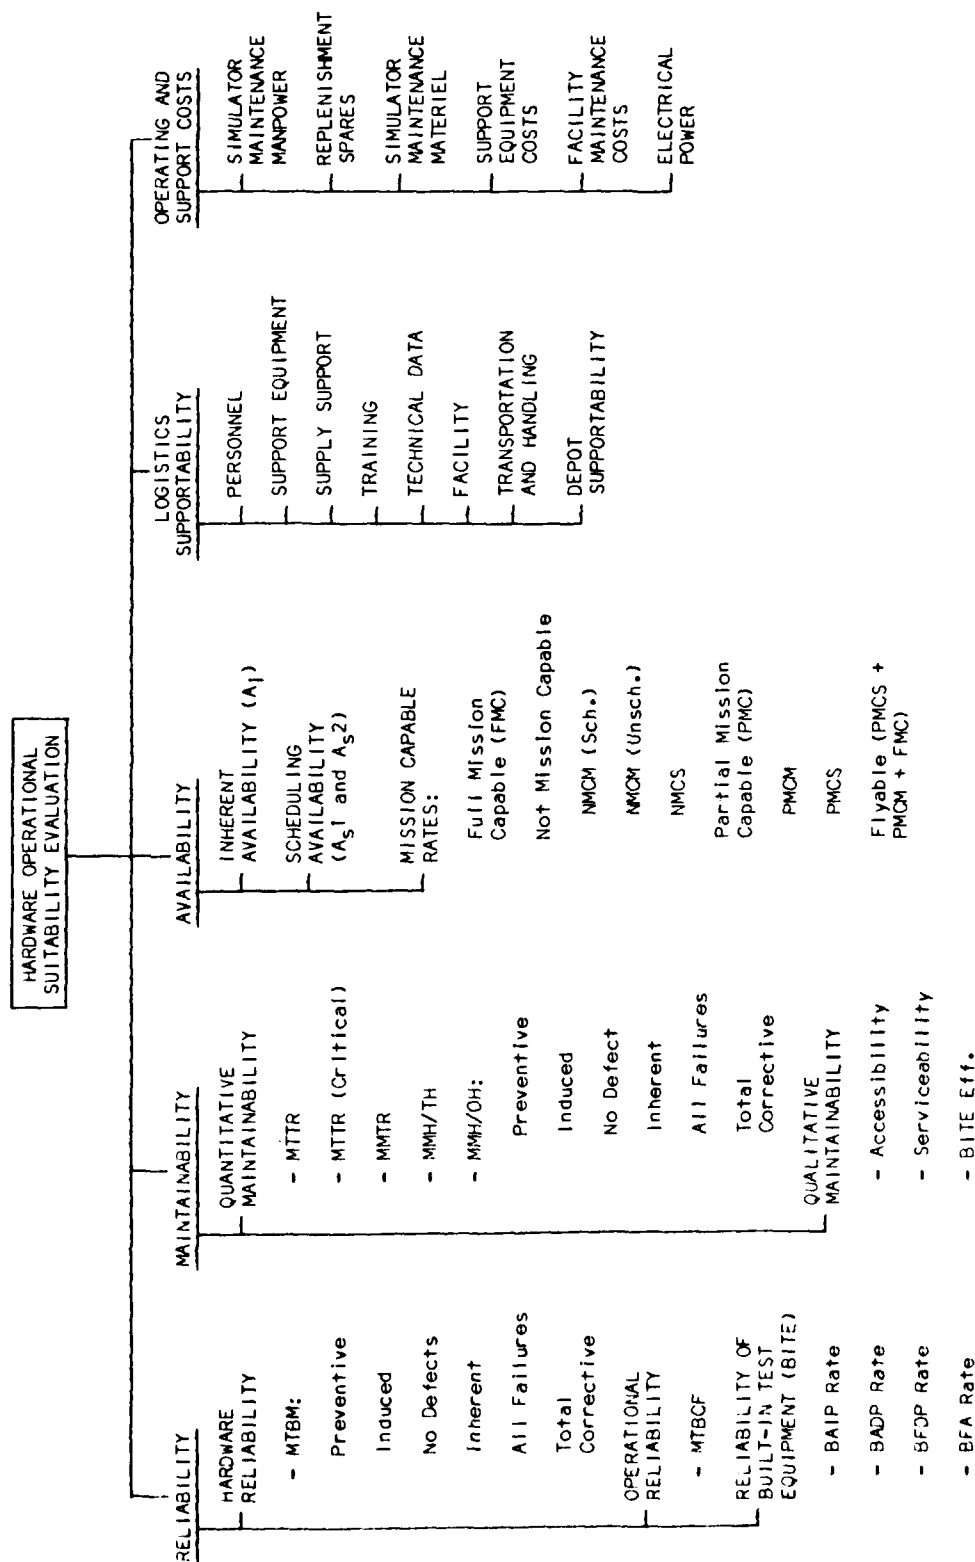 HARDWARE OPERATIONAL
SUITABILITY EVALUATION
RELIABILITY
HARDWARE
RELIABILITY
- MTBM:
Preventive
Induced
No Defects
Inherent
All Failures
Total
Corrective
OPERATIONAL
RELIABILITY
- MTBCF
RELIABILITY OF
BUILT-IN TEST
EQUIPMENT (BITE)
- BAIP Rate
- BADP Rate
- BFDP Rate
- BFA Rate
MAINTAINABILITY
QUANTITATIVE
MAINTAINABILITY
- MTTR
- MTTR (Critical)
- MMTR
- MMH/TH
- MMH/OH:
Preventive
Induced
No Defect
Inherent
All Failures
Total
Corrective
QUALITATIVE
MAINTAINABILITY
- Accessibility
- Serviceability
- BITE Eff.
AVAILABILITY
INHERENT
AVAILABILITY (AI)
SCHEDULING
AVAILABILITY
(AS1 and AS2)
MISSION CAPABLE
RATES:
Full Mission
Capable (FMC)
Not Mission Capable
NMCM (Sch.)
NMCM (Unsch.)
NMCS
Partial Mission
Capable (PMC)
PMCM
PMCS
Flyable (PMCS +
PMCM + FMC)
LOGISTICS
SUPPORTABILITY
PERSONNEL
SUPPORT EQUIPMENT
SUPPLY SUPPORT
TRAINING
TECHNICAL DATA
FACILITY
TRANSPORTATION
AND HANDLING
DEPOT
SUPPORTABILITY
OPERATING AND
SUPPORT COSTS
SIMULATOR
MAINTENANCE
MANPOWER
REPLENISHMENT
SPARES
SIMULATOR
MAINTENANCE
MATERIEL
SUPPORT
EQUIPMENT
COSTS
FACILITY
MAINTENANCE
COSTS
ELECTRICAL
POWER